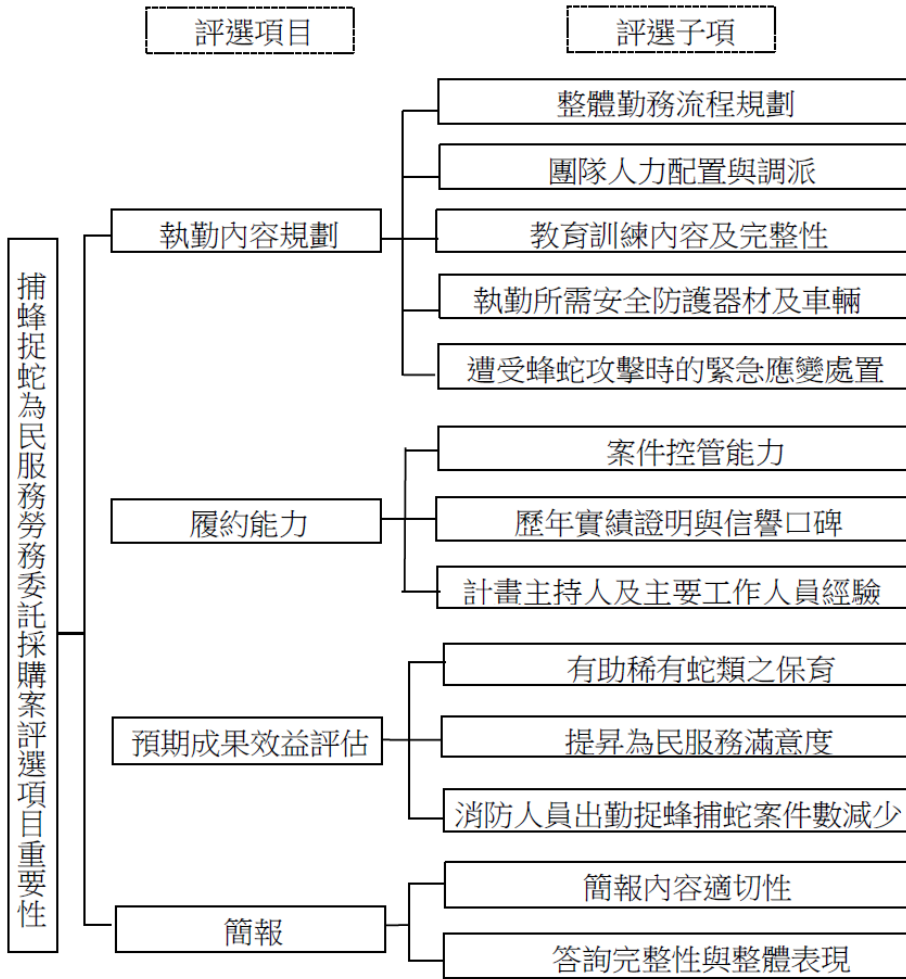 評選項目
評選子項
捕蜂捉蛇為民服務勞務委託採購案評選項目重要性
執勤內容規劃
整體勤務流程規劃
團隊人力配置與調派
教育訓練內容及完整性
執勤所需安全防護器材及車輛
遭受蜂蛇攻擊時的緊急應變處置
履約能力
案件控管能力
歷年實績證明與信譽口碑
計畫主持人及主要工作人員經驗
預期成果效益評估
有助稀有蛇類之保育
提昇為民服務滿意度
消防人員出勤捉蜂捕蛇案件數減少
簡報
簡報內容適切性
答詢完整性與整體表現